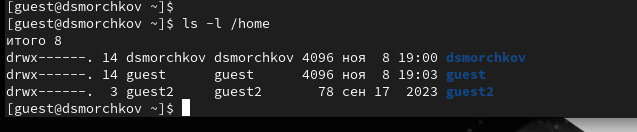 [guest@dsmorchkov ~]$
[guest@dsmorchkov ~]$ ls -l /home
итого 8
drwx------. 14 dsmorchkov dsmorchkov 4096 ноя  8 19:00 dsmorchkov
drwx------. 14 guest      guest      4096 ноя  8 19:03 guest
drwx------.  3 guest2     guest2       78 сен 17  2023 guest2
[guest@dsmorchkov ~]$